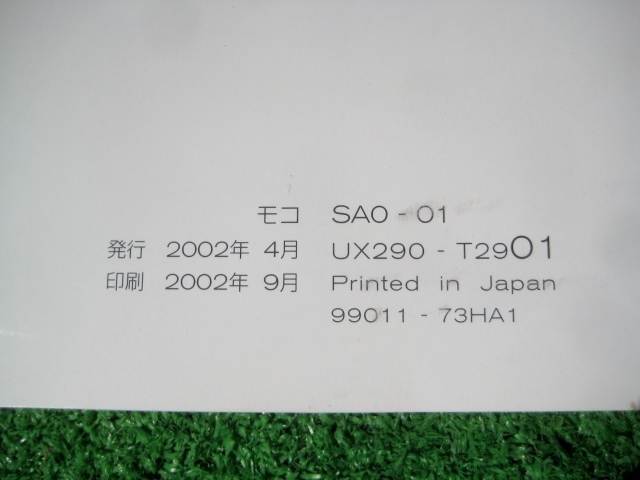 モコ SA0 - 01
発行 2002年 4月 UX290 - T2901
印刷 2002年 9月 Printed in Japan
99011 - 73HA1